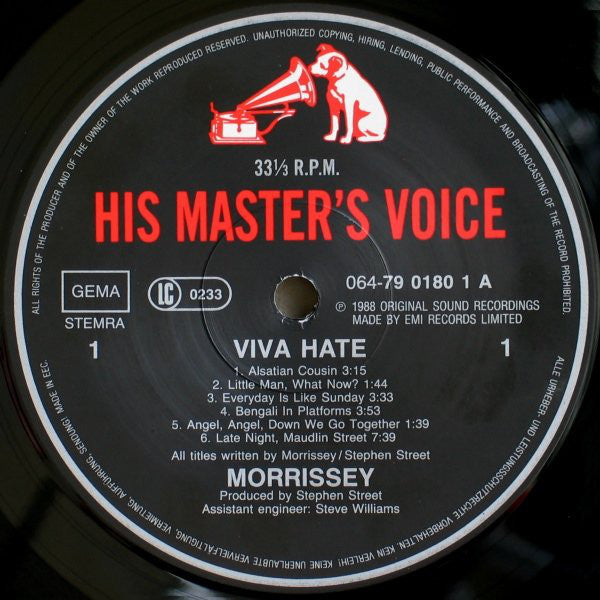 ALL RIGHTS OF THE PRODUCER AND OF THE OWNER OF THE WORK REPRODUCED RESERVED. UNAUTHORIZED COPYING, HIRING, LENDING, PUBLIC PERFORMANCE AND BROADCASTING OF THE RECORD PROHIBITED.
33⅓ R.P.M.
HIS MASTER'S VOICE
GEMA
STEMRA
LC 0233
064-79 0180 1 A
℗ 1988 ORIGINAL SOUND RECORDINGS
MADE BY EMI RECORDS LIMITED
1
VIVA HATE
1
1. Alsatian Cousin 3:15
2. Little Man, What Now? 1:44
3. Everyday Is Like Sunday 3:33
4. Bengali In Platforms 3:53
5. Angel, Angel, Down We Go Together 1:39
6. Late Night, Maudlin Street 7:39
All titles written by Morrissey/Stephen Street
MORRISSEY
Produced by Stephen Street
Assistant engineer: Steve Williams
ALLE URHEBER- UND LEISTUNGSSCHUTZRECHTE VORBEHALTEN. KEIN VERLEIH! KEINE UNERLAUBTE VERVIELFÄLTIGUNG, VERMIETUNG, AUFFÜHRUNG, SENDUNG! MADE IN EEC.